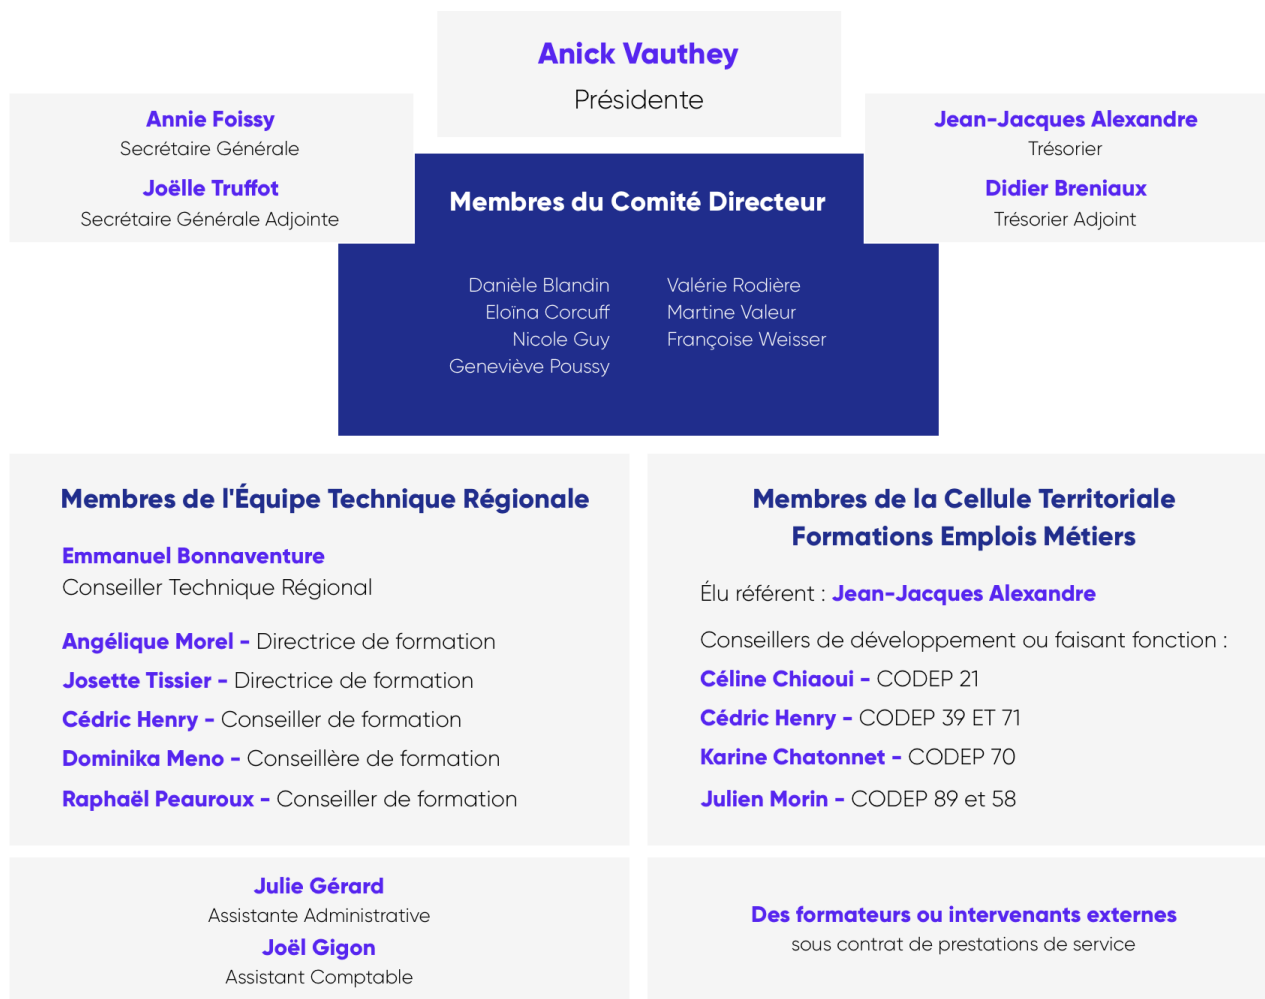 Anick Vauthey
Présidente
Annie Foissy
Secrétaire Générale
Joëlle Truffot
Secrétaire Générale Adjointe
Jean-Jacques Alexandre
Trésorier
Didier Breniaux
Trésorier Adjoint
Membres du Comité Directeur
Danièle Blandin
Eloïna Corcuff
Nicole Guy
Geneviève Poussy
Valérie Rodière
Martine Valeur
Françoise Weisser
Membres de l'Équipe Technique Régionale
Emmanuel Bonnaventure
Conseiller Technique Régional
Angélique Morel - Directrice de formation
Josette Tissier - Directrice de formation
Cédric Henry - Conseiller de formation
Dominika Meno - Conseillère de formation
Raphaël Peauroux - Conseiller de formation
Membres de la Cellule Territoriale
Formations Emplois Métiers
Élu référent : Jean-Jacques Alexandre
Conseillers de développement ou faisant fonction :
Céline Chiaoui - CODEP 21
Cédric Henry - CODEP 39 ET 71
Karine Chatonnet - CODEP 70
Julien Morin - CODEP 89 et 58
Julie Gérard
Assistante Administrative
Joël Gigon
Assistant Comptable
Des formateurs ou intervenants externes
sous contrat de prestations de service